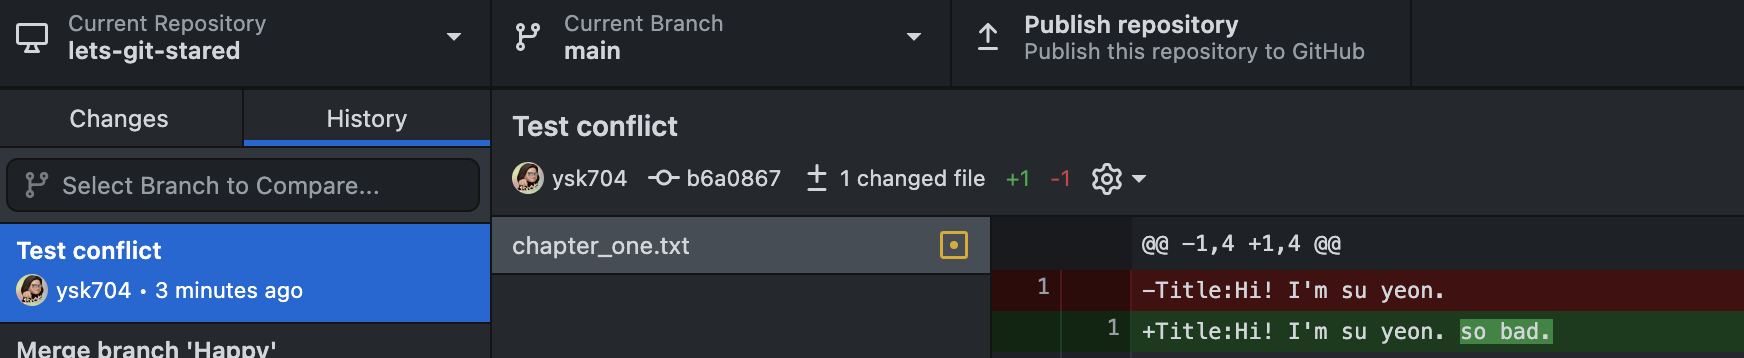 Current Repository
lets-git-stared
Current Branch
main
Publish repository
Publish this repository to GitHub
Changes
History
Select Branch to Compare...
Test conflict
ysk704 • 3 minutes ago
Merge branch 'Happy'
Test conflict
ysk704 b6a0867 1 changed file +1 -1
chapter_one.txt
@@ -1,4 +1,4 @@
1 -Title:Hi! I'm su yeon.
1 +Title:Hi! I'm su yeon. so bad.